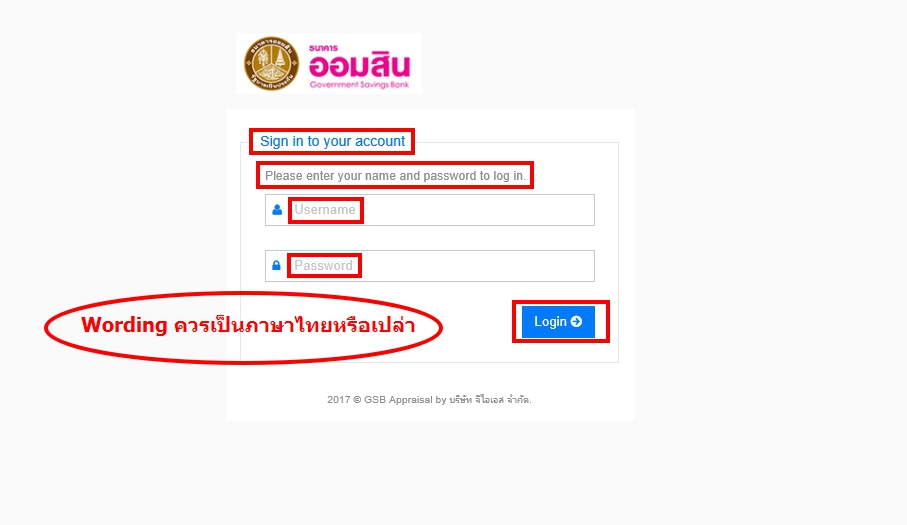 ธนาคาร
ออมสิน
Government Savings Bank
Sign in to your account
Please enter your name and password to log in.
Username
Password
Wording ควรเป็นภาษาไทยหรือเปล่า
Login
2017 © GSB Appraisal by บริษัท จีไอเอส จำกัด.